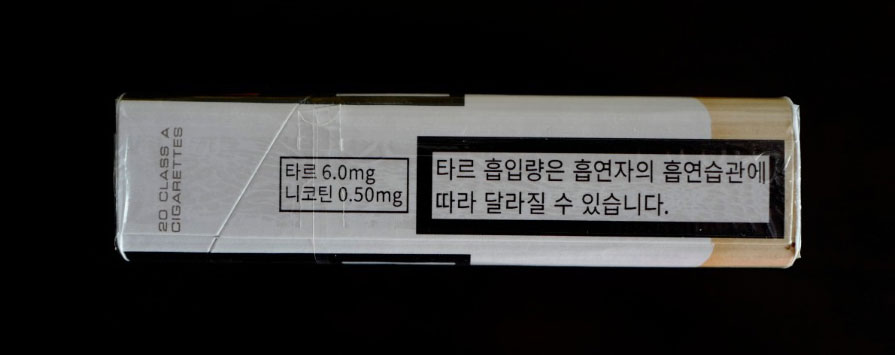 20 CLASS A
CIGARETTES
타르 6.0mg
니코틴 0.50mg
타르 흡입량은 흡연자의 흡연습관에
따라 달라질 수 있습니다.